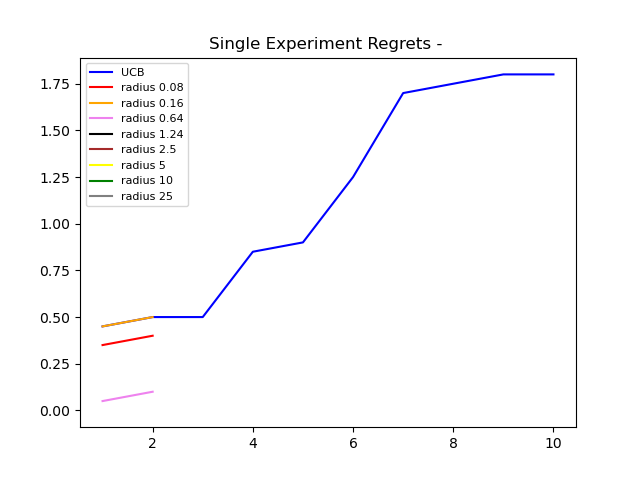 Single Experiment Regrets -
UCB
radius 0.08
radius 0.16
radius 0.64
radius 1.24
radius 2.5
radius 5
radius 10
radius 25
1.75
1.50
1.25
1.00
0.75
0.50
0.25
0.00
2 4 6 8 10